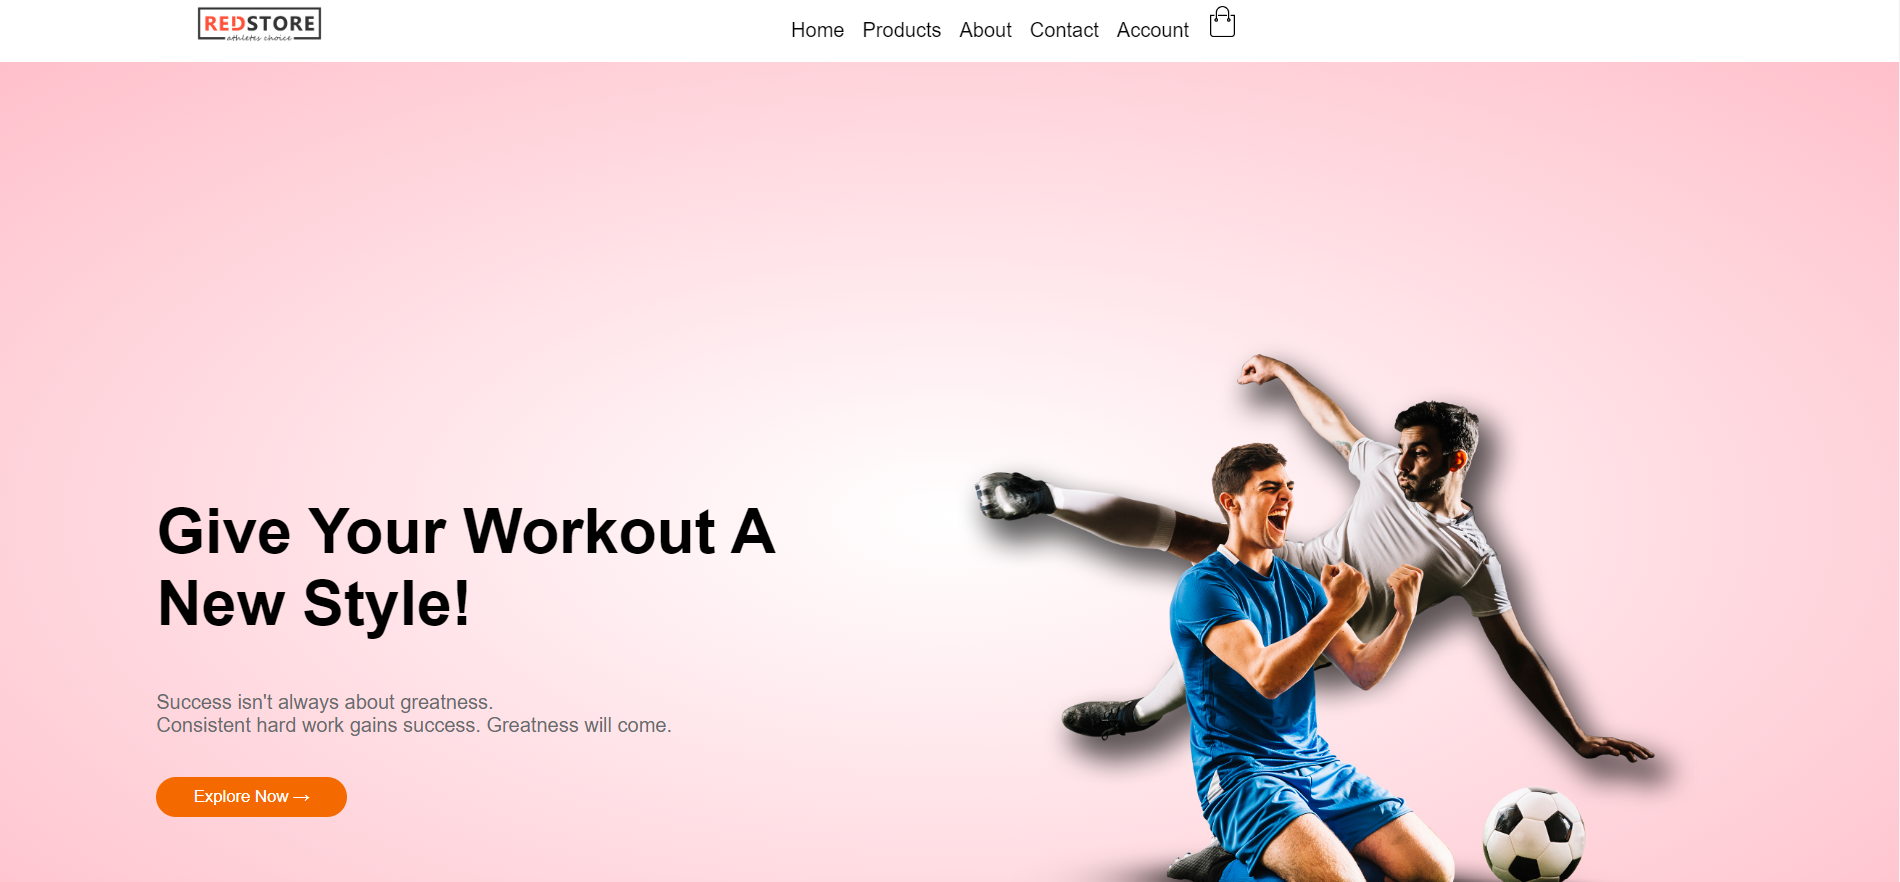 REDSTORE
athletes choice
Home Products About Contact Account
Give Your Workout A
New Style!
Success isn't always about greatness.
Consistent hard work gains success. Greatness will come.
Explore Now →